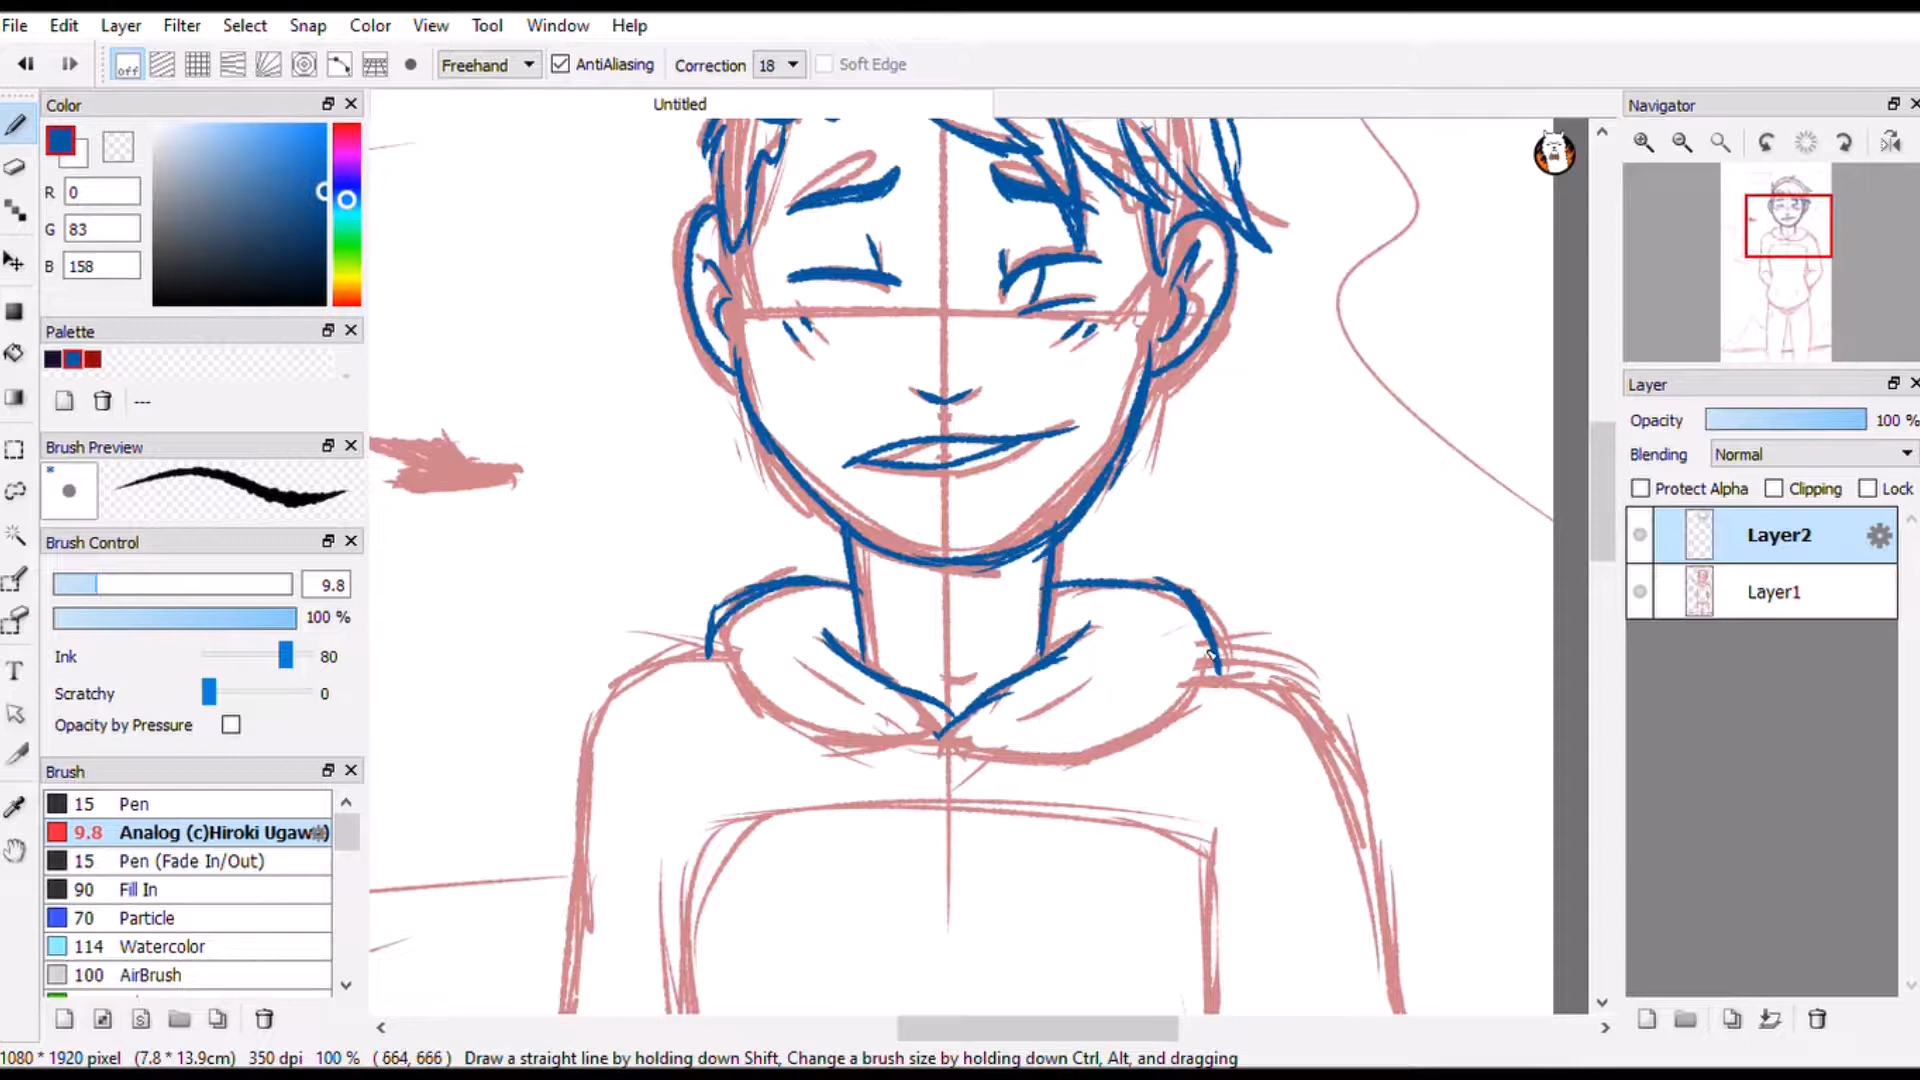 File Edit Layer Filter Select Snap Color View Tool Window Help
off Freehand AntiAliasing Correction 18 Soft Edge
Color
R 0
G 83
B 158
Palette
---
Brush Preview
*
Brush Control
9.8
100 %
Ink 80
Scratchy 0
Opacity by Pressure
Brush
15 Pen
9.8 Analog (c)Hiroki Ugawa)
15 Pen (Fade In/Out)
90 Fill In
70 Particle
114 Watercolor
100 AirBrush
T
S
Untitled
Navigator
Layer
Opacity 100 %
Blending Normal
Protect Alpha Clipping Lock
Layer2
Layer1
1080 * 1920 pixel (7.8 * 13.9cm) 350 dpi 100 % ( 664, 666 ) Draw a straight line by holding down Shift, Change a brush size by holding down Ctrl, Alt, and dragging